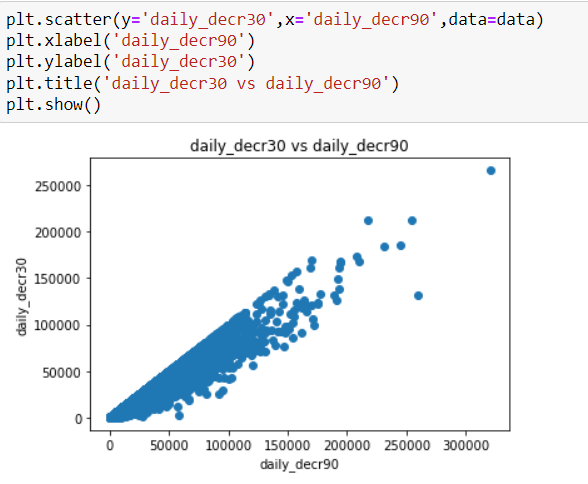 plt.scatter(y='daily_decr30',x='daily_decr90',data=data)
plt.xlabel('daily_decr90')
plt.ylabel('daily_decr30')
plt.title('daily_decr30 vs daily_decr90')
plt.show()
daily_decr30 vs daily_decr90
daily_decr30
250000
200000
150000
100000
50000
0
0 50000 100000 150000 200000 250000 300000
daily_decr90